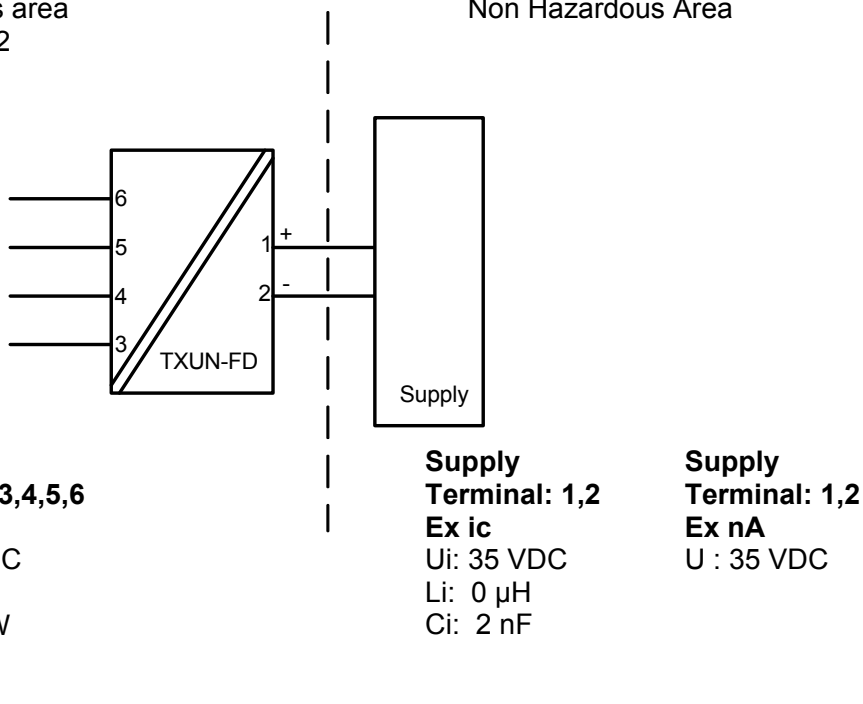 s area
Non Hazardous Area
2
6
5
4
3
1 +
2 -
TXUN-FD
Supply
3,4,5,6
C
W
Supply
Terminal: 1,2
Ex ic
Ui: 35 VDC
Li: 0 µH
Ci: 2 nF
Supply
Terminal: 1,2
Ex nA
U : 35 VDC